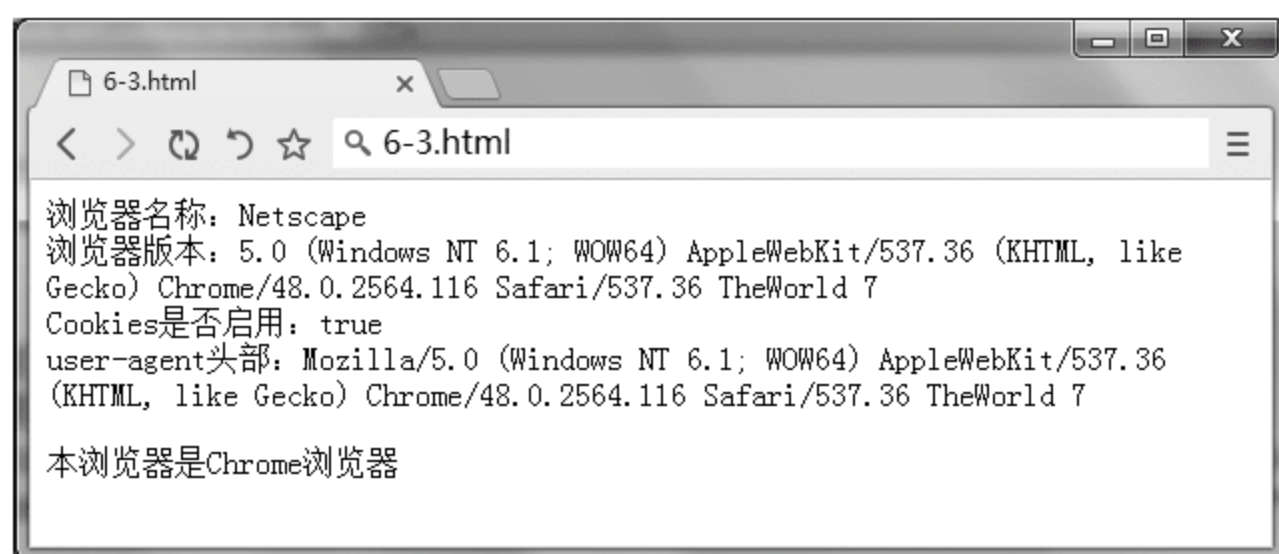 6-3.html
6-3.html
浏览器名称：Netscape
浏览器版本：5.0 (Windows NT 6.1; WOW64) AppleWebKit/537.36 (KHTML, like
Gecko) Chrome/48.0.2564.116 Safari/537.36 TheWorld 7
Cookies是否启用：true
user-agent头部：Mozilla/5.0 (Windows NT 6.1; WOW64) AppleWebKit/537.36
(KHTML, like Gecko) Chrome/48.0.2564.116 Safari/537.36 TheWorld 7
本浏览器是Chrome浏览器